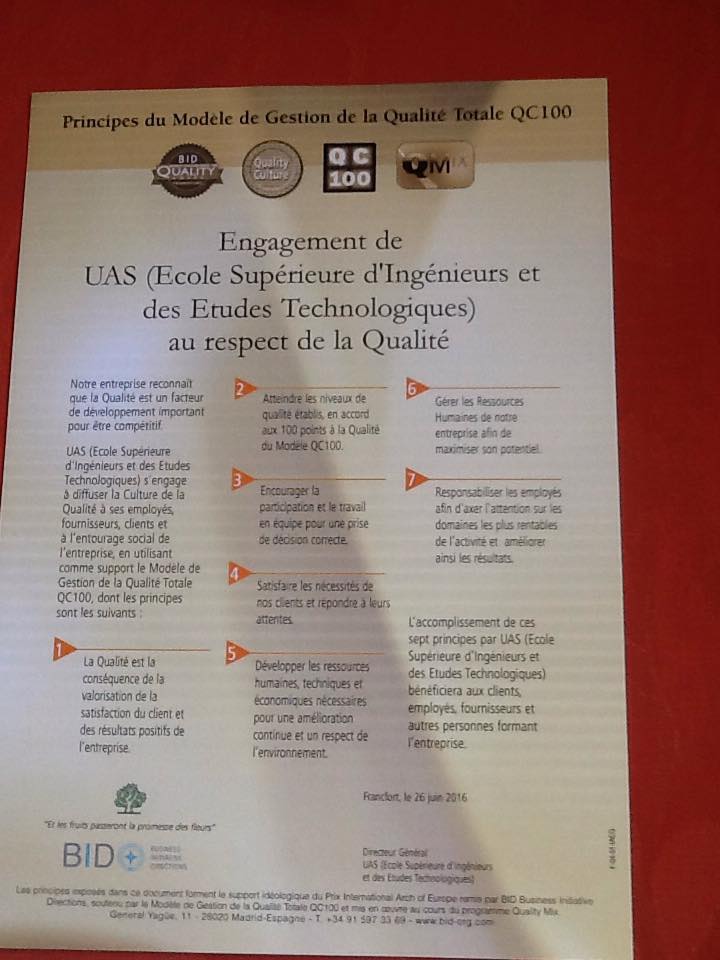 Principes du Modèle de Gestion de la Qualité Totale QC100
BID
QUALITY
Quality
Culture
QC
100
QMIX
Engagement de
UAS (Ecole Supérieure d'Ingénieurs et
des Etudes Technologiques)
au respect de la Qualité
Notre entreprise reconnaît
que la Qualité est un facteur
de développement important
pour être compétitif.
UAS (Ecole Supérieure
d'Ingénieurs et des Etudes
Technologiques) s'engage
à diffuser la Culture de la
Qualité à ses employés,
fournisseurs, clients et
à l'entourage social de
l'entreprise, en utilisant
comme support le Modèle de
Gestion de la Qualité Totale
QC100, dont les principes
sont les suivants :
1
La Qualité est la
conséquence de la
valorisation de la
satisfaction du client et
des résultats positifs de
l'entreprise.
2
Atteindre les niveaux de
qualité établis, en accord
aux 100 points à la Qualité
du Modèle QC100.
3
Encourager la
participation et le travail
en équipe pour une prise
de décision correcte.
4
Satisfaire les nécessités de
nos clients et répondre à leurs
attentes.
5
Développer les ressources
humaines, techniques et
économiques nécessaires
pour une amélioration
continue et un respect de
l'environnement.
6
Gérer les Ressources
Humaines de notre
entreprise afin de
maximiser son potentiel.
7
Responsabiliser les employés
afin d'axer l'attention sur les
domaines les plus rentables
de l'activité et améliorer
ainsi les résultats.
L'accomplissement de ces
sept principes par UAS (Ecole
Supérieure d'Ingénieurs et
des Etudes Technologiques)
bénéficiera aux clients,
employés, fournisseurs et
autres personnes formant
l'entreprise.
"Et les fruits passeront la promesse des fleurs"
BID
BUSINESS
INITIATIVE
DIRECTIONS
Francfort, le 26 juin 2016
Directeur Général
UAS (Ecole Supérieure d'Ingénieurs
et des Etudes Technologiques)
Les principes exposés dans ce document forment le support idéologique du Prix International Arch of Europe remis par BID Business Initiative
Directions, soutenu par le Modèle de Gestion de la Qualité Totale QC100 et mis en œuvre au cours du programme Quality Mix.
General Yagüe, 11 - 28020 Madrid-Espagne - T. +34 91 597 33 69 - www.bid-org.com